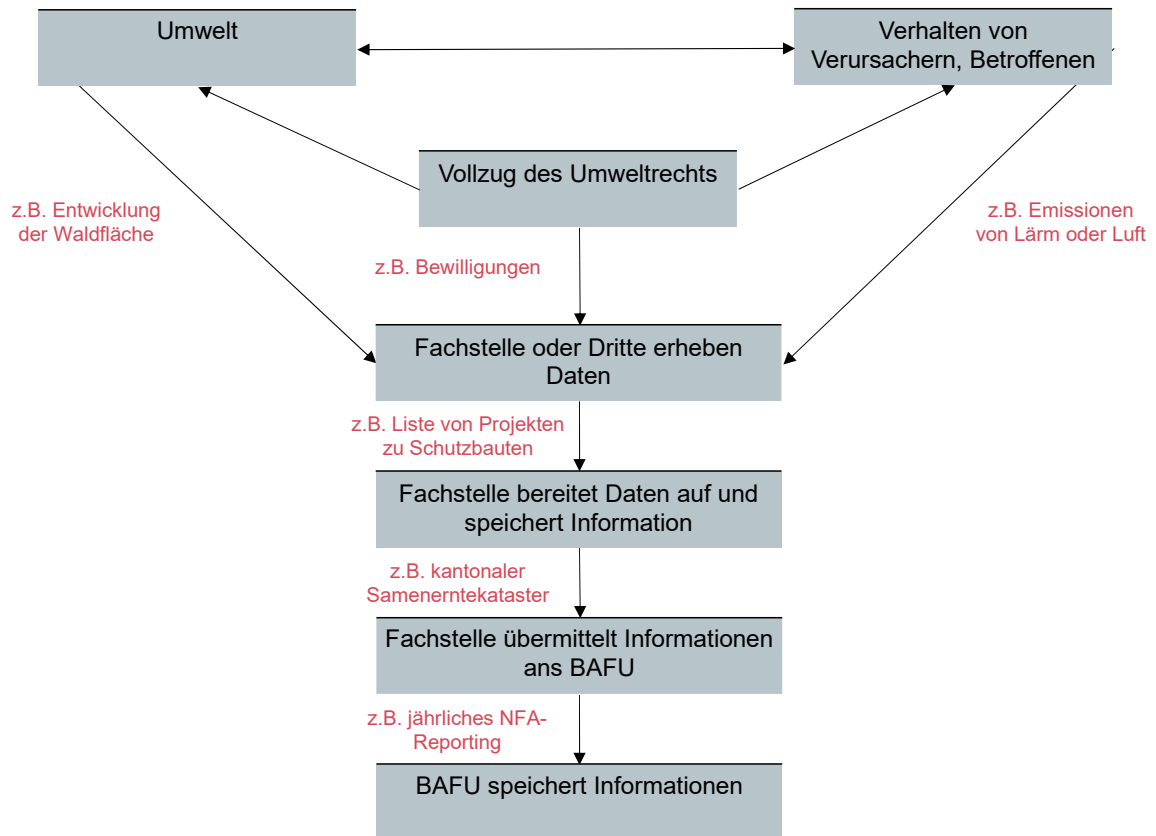 Umwelt
Verhalten von
Verursachern, Betroffenen
Vollzug des Umweltrechts
z.B. Entwicklung
der Waldfläche
z.B. Emissionen
von Lärm oder Luft
z.B. Bewilligungen
Fachstelle oder Dritte erheben
Daten
z.B. Liste von Projekten
zu Schutzbauten
Fachstelle bereitet Daten auf und
speichert Information
z.B. kantonaler
Samenerntekataster
Fachstelle übermittelt Informationen
ans BAFU
z.B. jährliches NFA-
Reporting
BAFU speichert Informationen